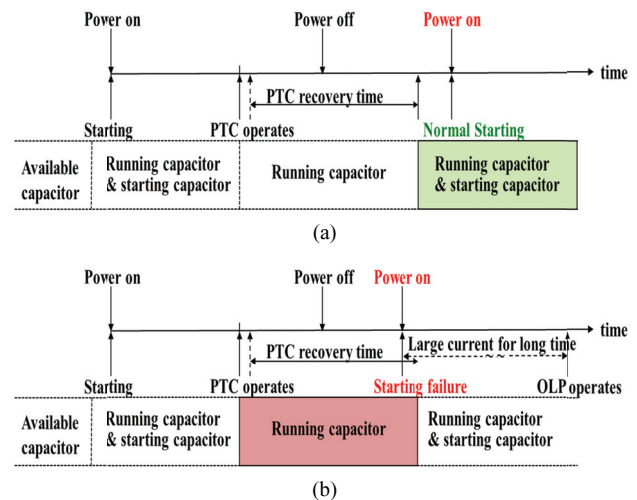 Power on
Power off
Power on
time
PTC recovery time
Starting
PTC operates
Normal Starting
Available
capacitor
Running capacitor
& starting capacitor
Running capacitor
Running capacitor
& starting capacitor
(a)
Power on
Power off
Power on
time
Large current for long time
PTC recovery time
Starting
PTC operates
Starting failure
OLP operates
Available
capacitor
Running capacitor
& starting capacitor
Running capacitor
Running capacitor
& starting capacitor
(b)